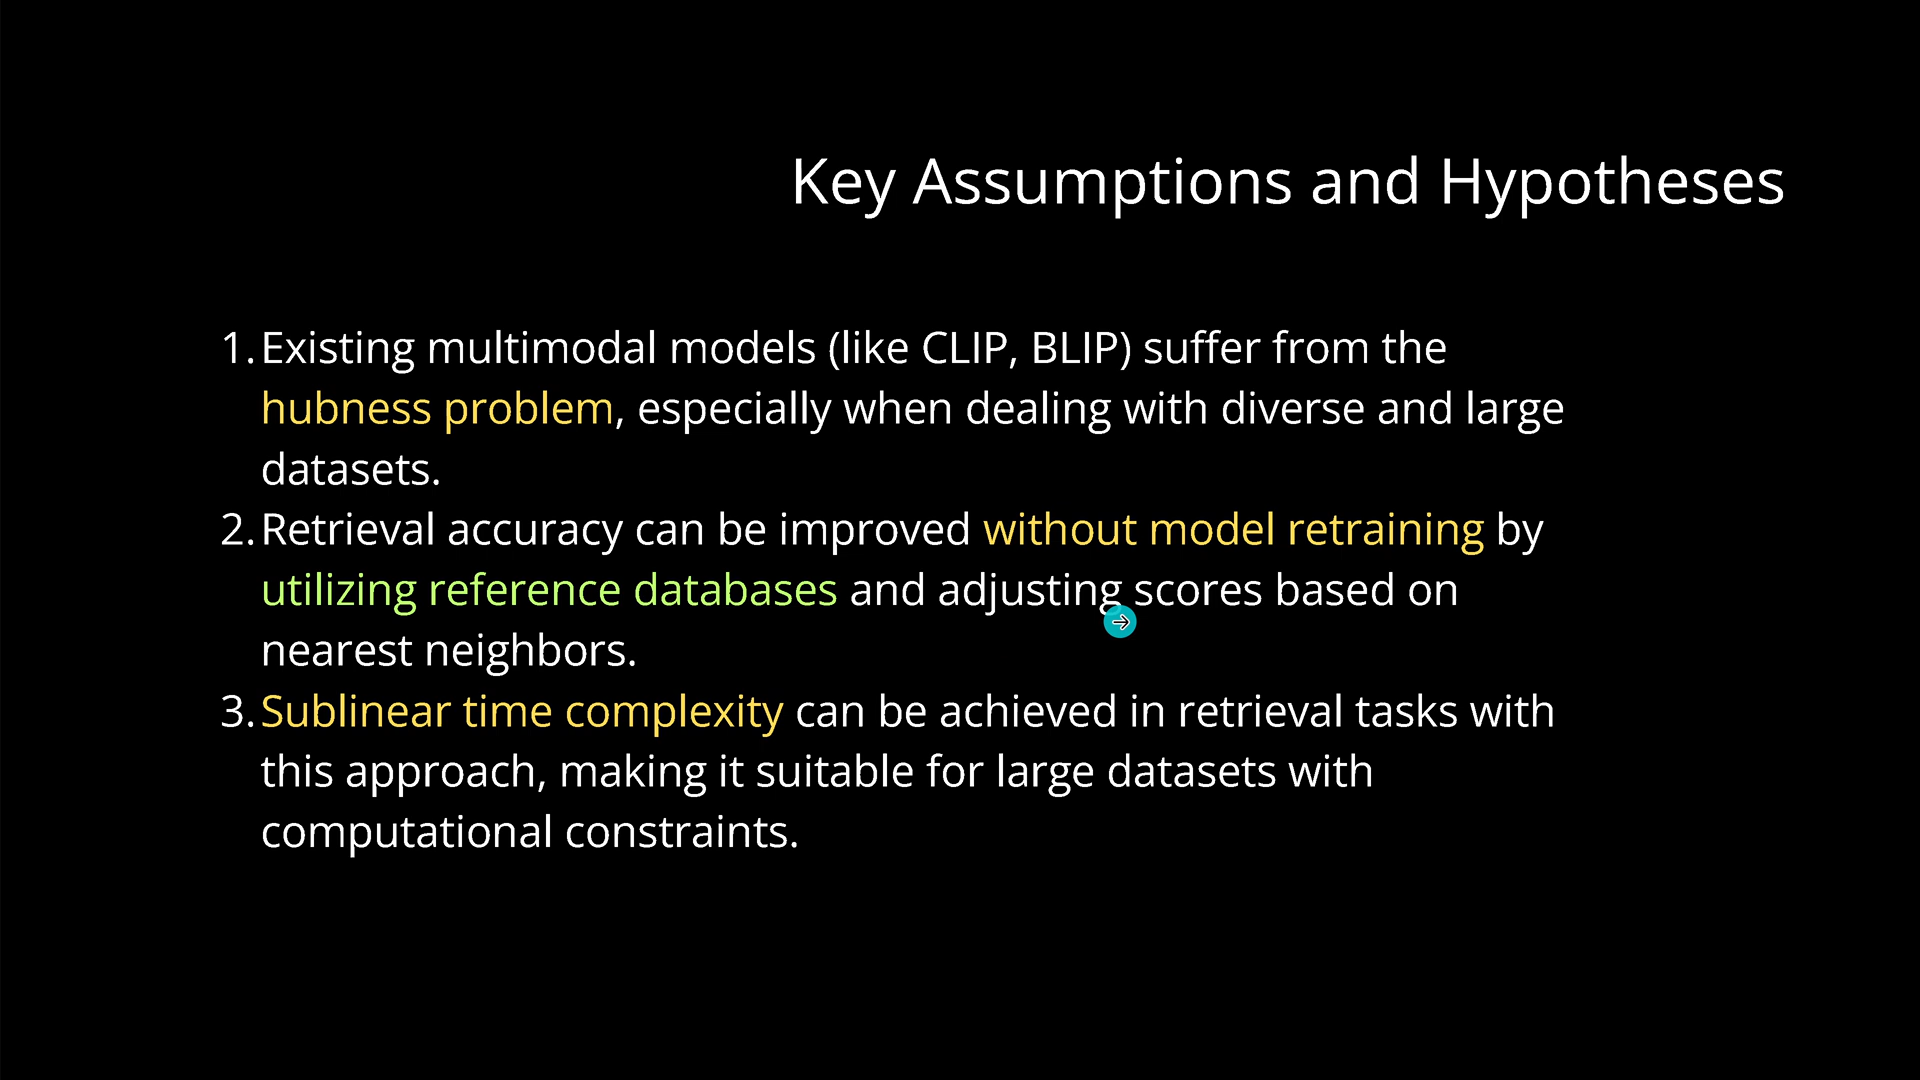 Key Assumptions and Hypotheses
1. Existing multimodal models (like CLIP, BLIP) suffer from the
hubness problem, especially when dealing with diverse and large
datasets.
2. Retrieval accuracy can be improved without model retraining by
utilizing reference databases and adjusting scores based on
nearest neighbors.
3. Sublinear time complexity can be achieved in retrieval tasks with
this approach, making it suitable for large datasets with
computational constraints.